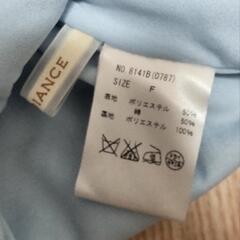 IANCE
NO 8141B(0787)
SIZE F
表地 ポリエステル 50%
綿 50%
裏地 ポリエステル 100%